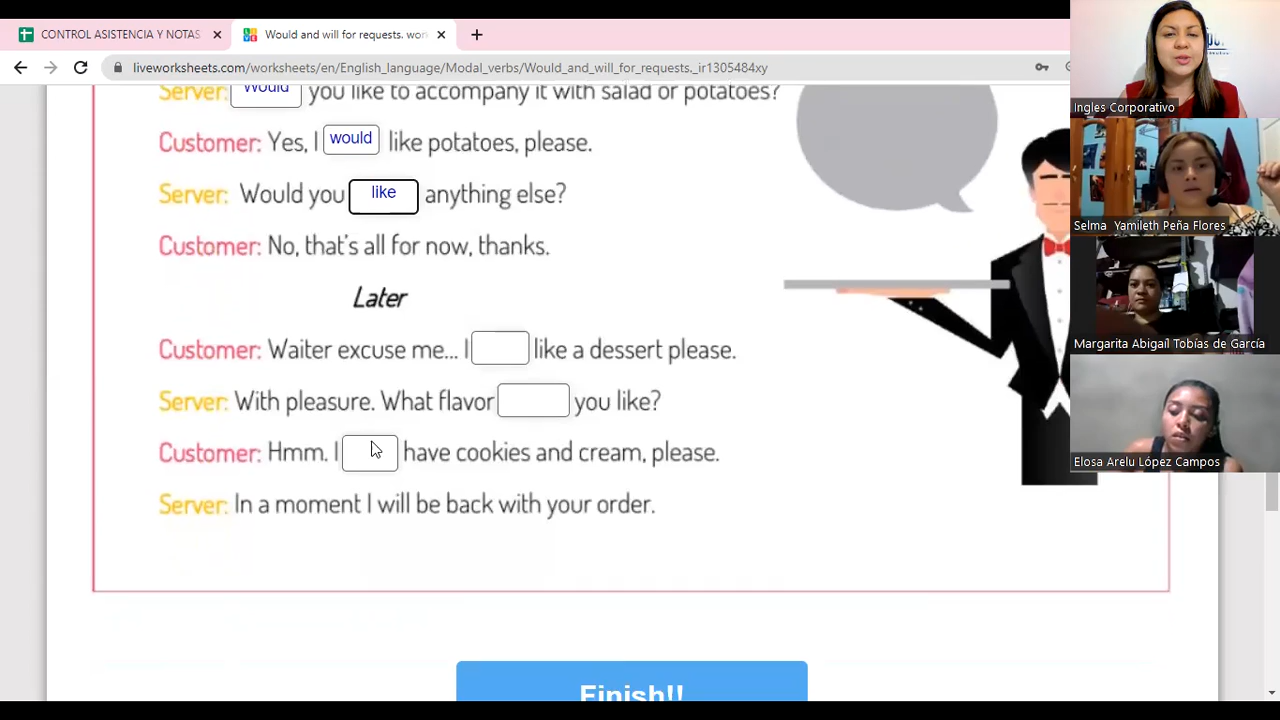 CONTROL ASISTENCIA Y NOTAS
Would and will for requests. wor
liveworksheets.com/worksheets/en/English_language/Modal_verbs/Would_and_will_for_requests._ir1305484xy
Server: Would you like to accompany it with salad or potatoes?
Customer: Yes, I would like potatoes, please.
Server: Would you like anything else?
Customer: No, that's all for now, thanks.
Later
Customer: Waiter excuse me... I like a dessert please.
Server: With pleasure. What flavor you like?
Customer: Hmm. I have cookies and cream, please.
Server: In a moment I will be back with your order.
Finish!!
Ingles Corporativo
Selma Yamileth Peña Flores
Margarita Abigaíl Tobías de García
Elosa Arelu López Campos